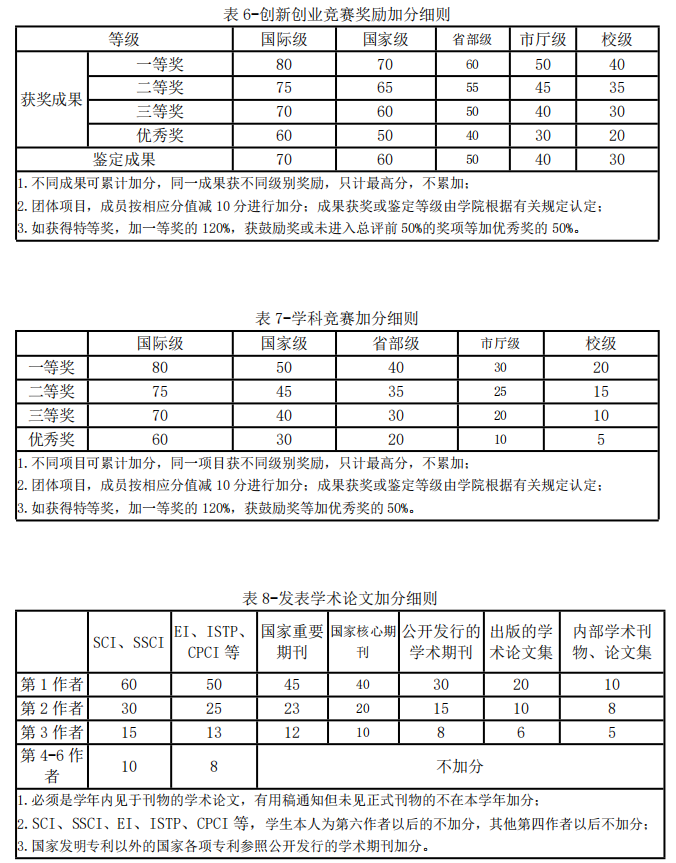 表 6-创新创业竞赛奖励加分细则
等级 国际级 国家级 省部级 市厅级 校级
获奖成果 一等奖 80 70 60 50 40
二等奖 75 65 55 45 35
三等奖 70 60 50 40 30
优秀奖 60 50 40 30 20
鉴定成果 70 60 50 40 30
1.不同成果可累计加分，同一成果获不同级别奖励，只计最高分，不累加；
2.团体项目，成员按相应分值减 10 分进行加分；成果获奖或鉴定等级由学院根据有关规定认定；
3.如获得特等奖，加一等奖的 120%，获鼓励奖或未进入总评前 50%的奖项等加优秀奖的 50%。
表 7-学科竞赛加分细则
国际级 国家级 省部级 市厅级 校级
一等奖 80 50 40 30 20
二等奖 75 45 35 25 15
三等奖 70 40 30 20 10
优秀奖 60 30 20 10 5
1.不同项目可累计加分，同一项目获不同级别奖励，只计最高分，不累加；
2.团体项目，成员按相应分值减 10 分进行加分；成果获奖或鉴定等级由学院根据有关规定认定；
3.如获得特等奖，加一等奖的 120%，获鼓励奖等加优秀奖的 50%。
表 8-发表学术论文加分细则
SCI、SSCI EI、ISTP、CPCI 等 国家重要期刊 国家核心期刊 公开发行的学术期刊 出版的学术论文集 内部学术刊物、论文集
第 1 作者 60 50 45 40 30 20 10
第 2 作者 30 25 23 20 15 10 8
第 3 作者 15 13 12 10 8 6 5
第 4-6 作者 10 8 不加分
1.必须是学年内见于刊物的学术论文，有用稿通知但未见正式刊物的不在本学年加分；
2.SCI、SSCI、EI、ISTP、CPCI 等，学生本人为第六作者以后的不加分，其他第四作者以后不加分；
3.国家发明专利以外的国家各项专利参照公开发行的学术期刊加分。